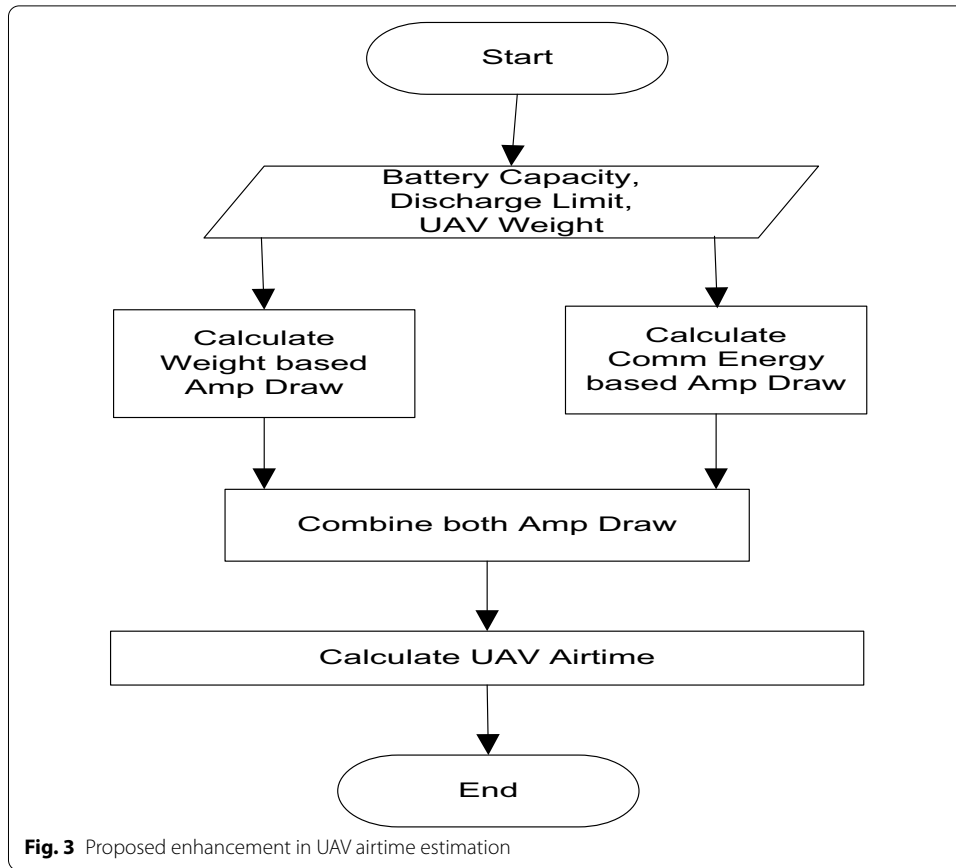 Start
Battery Capacity,
Discharge Limit,
UAV Weight
Calculate
Weight based
Amp Draw
Calculate
Comm Energy
based Amp Draw
Combine both Amp Draw
Calculate UAV Airtime
End
Fig. 3 Proposed enhancement in UAV airtime estimation